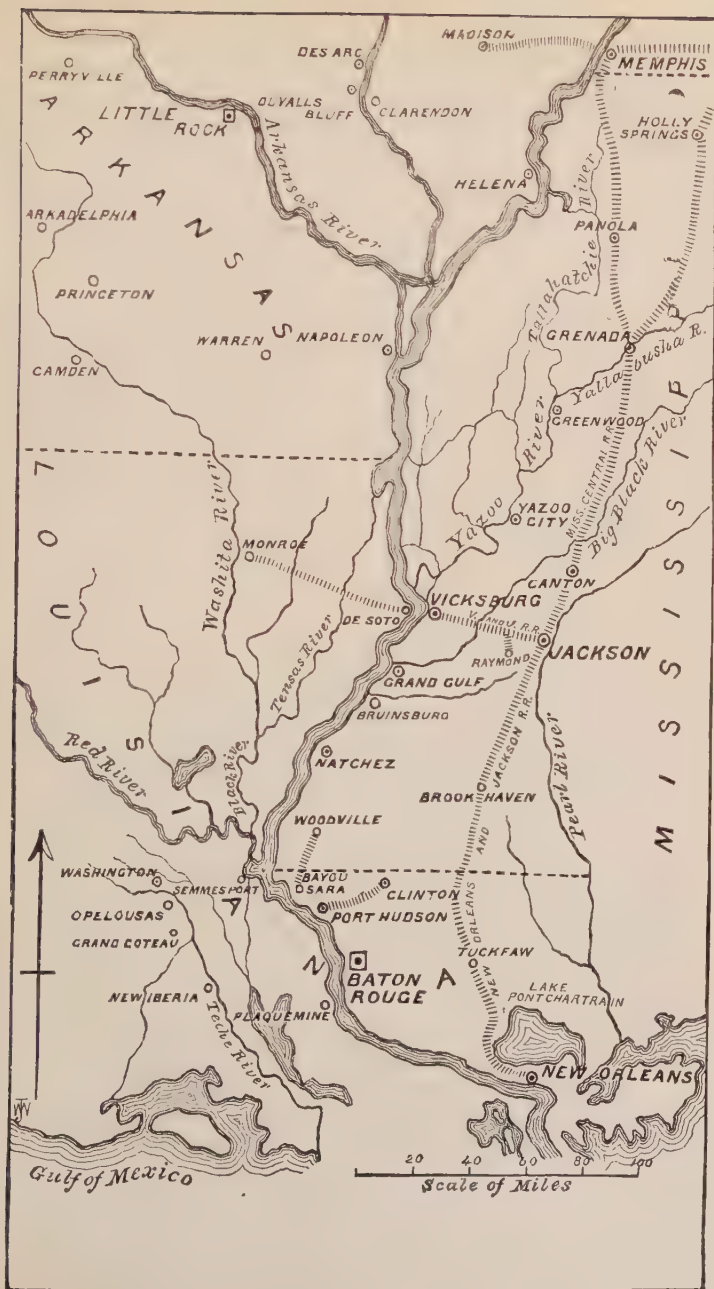 MADISON
DES ARC
MEMPHIS
PERRYVILLE
DUVALLS
BLUFF
CLARENDON
LITTLE
ROCK
HOLLY
SPRINGS
ARKANSAS
Arkansas River
HELENA
ARKADELPHIA
PANOLA
Tallahatchie River
PRINCETON
WARREN
NAPOLEON
GRENADA
Yallabusha R.
CAMDEN
GREENWOOD
MISS. CENTRAL R.R.
Big Black River
Yazoo River
YAZOO
CITY
Washita River
MONROE
CANTON
DE SOTO
VICKSBURG
V. AND J. R.R.
JACKSON
RAYMOND
Tensas River
GRAND GULF
BRUINSBURG
MISSISSIPP
LOUISIANA
Red River
Black River
NATCHEZ
BROOKHAVEN
Pearl River
WOODVILLE
NEW ORLEANS AND JACKSON R.R.
WASHINGTON
SEMMESPORT
BAYOU
SARA
CLINTON
OPELOUSAS
PORT HUDSON
GRAND COTEAU
TUCKFAW
BATON
ROUGE
NEW IBERIA
LAKE
PONTCHARTRAIN
Teche River
PLAQUEMINE
NEW ORLEANS
Gulf of Mexico
0 20 40 60 80 100
Scale of Miles